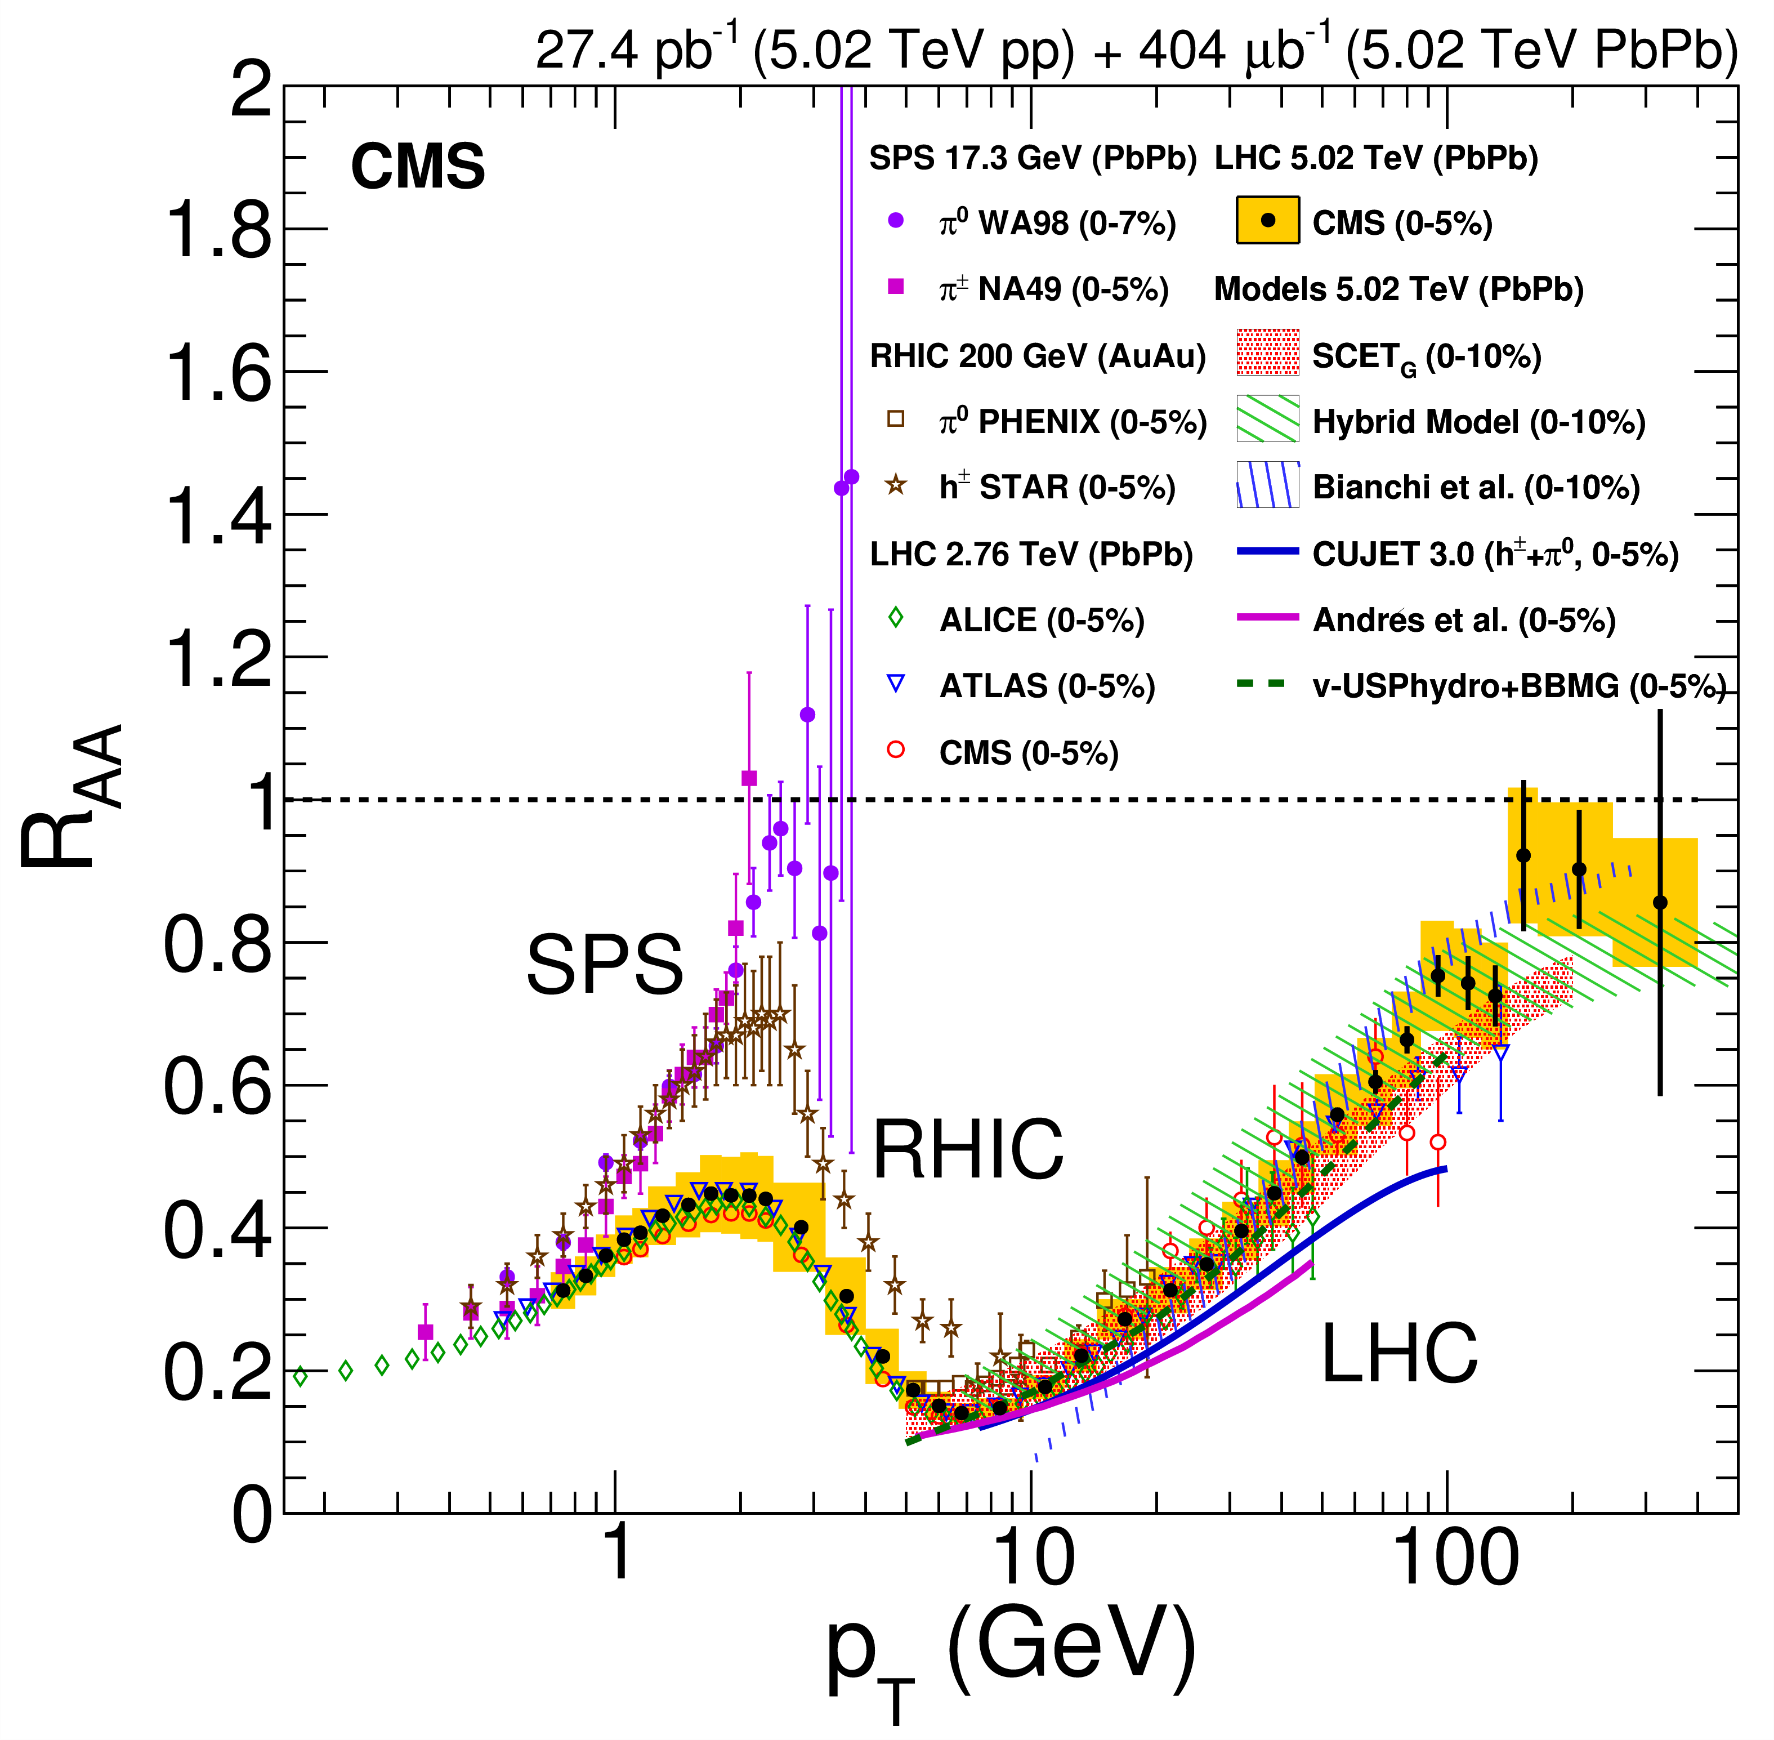 27.4 pb-1 (5.02 TeV pp) + 404 μb-1 (5.02 TeV PbPb)
CMS
SPS 17.3 GeV (PbPb)
π0 WA98 (0-7%)
π± NA49 (0-5%)
RHIC 200 GeV (AuAu)
π0 PHENIX (0-5%)
h± STAR (0-5%)
LHC 2.76 TeV (PbPb)
ALICE (0-5%)
ATLAS (0-5%)
CMS (0-5%)
LHC 5.02 TeV (PbPb)
CMS (0-5%)
Models 5.02 TeV (PbPb)
SCETG (0-10%)
Hybrid Model (0-10%)
Bianchi et al. (0-10%)
CUJET 3.0 (h±+π0, 0-5%)
Andrés et al. (0-5%)
v-USPhydro+BBMG (0-5%)
SPS
RHIC
LHC
RAA
2
1.8
1.6
1.4
1.2
1
0.8
0.6
0.4
0.2
0
1
10
100
pT (GeV)